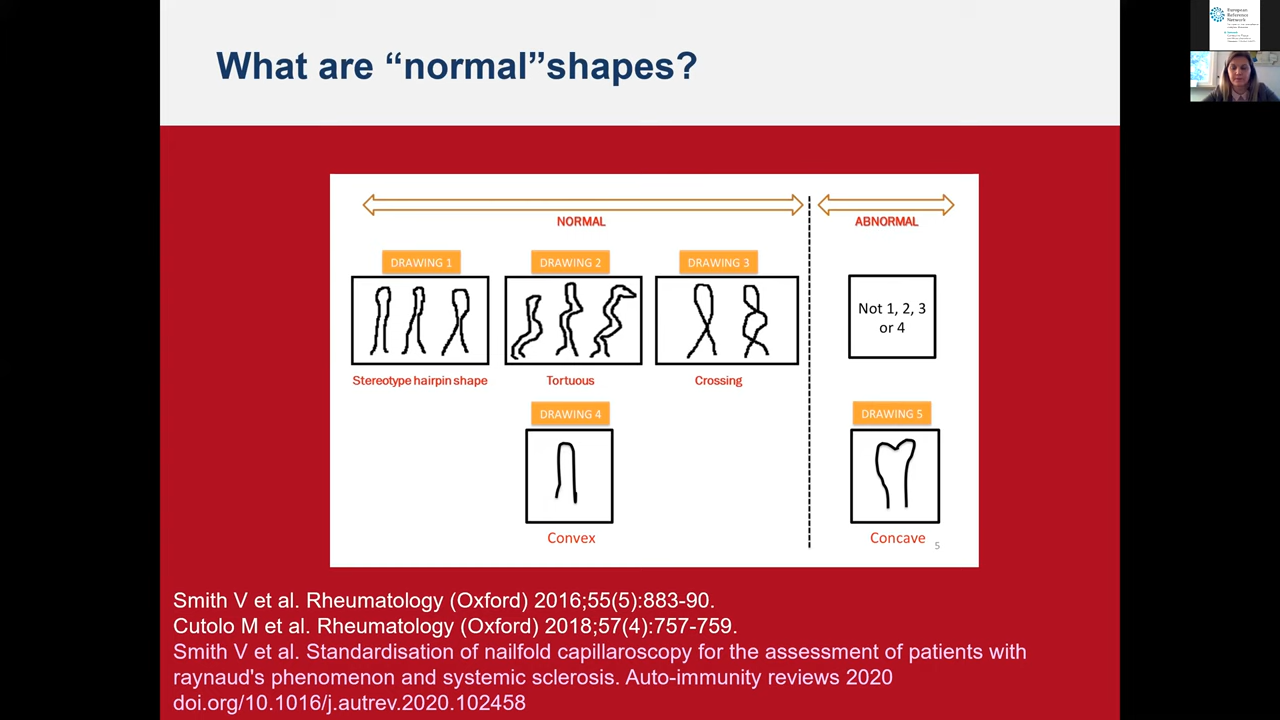 What are “normal”shapes?
European
Reference
Network
NORMAL
ABNORMAL
DRAWING 1
DRAWING 2
DRAWING 3
Not 1, 2, 3
or 4
Stereotype hairpin shape
Tortuous
Crossing
DRAWING 4
DRAWING 5
Convex
Concave
5
Smith V et al. Rheumatology (Oxford) 2016;55(5):883-90.
Cutolo M et al. Rheumatology (Oxford) 2018;57(4):757-759.
Smith V et al. Standardisation of nailfold capillaroscopy for the assessment of patients with
raynaud's phenomenon and systemic sclerosis. Auto-immunity reviews 2020
doi.org/10.1016/j.autrev.2020.102458